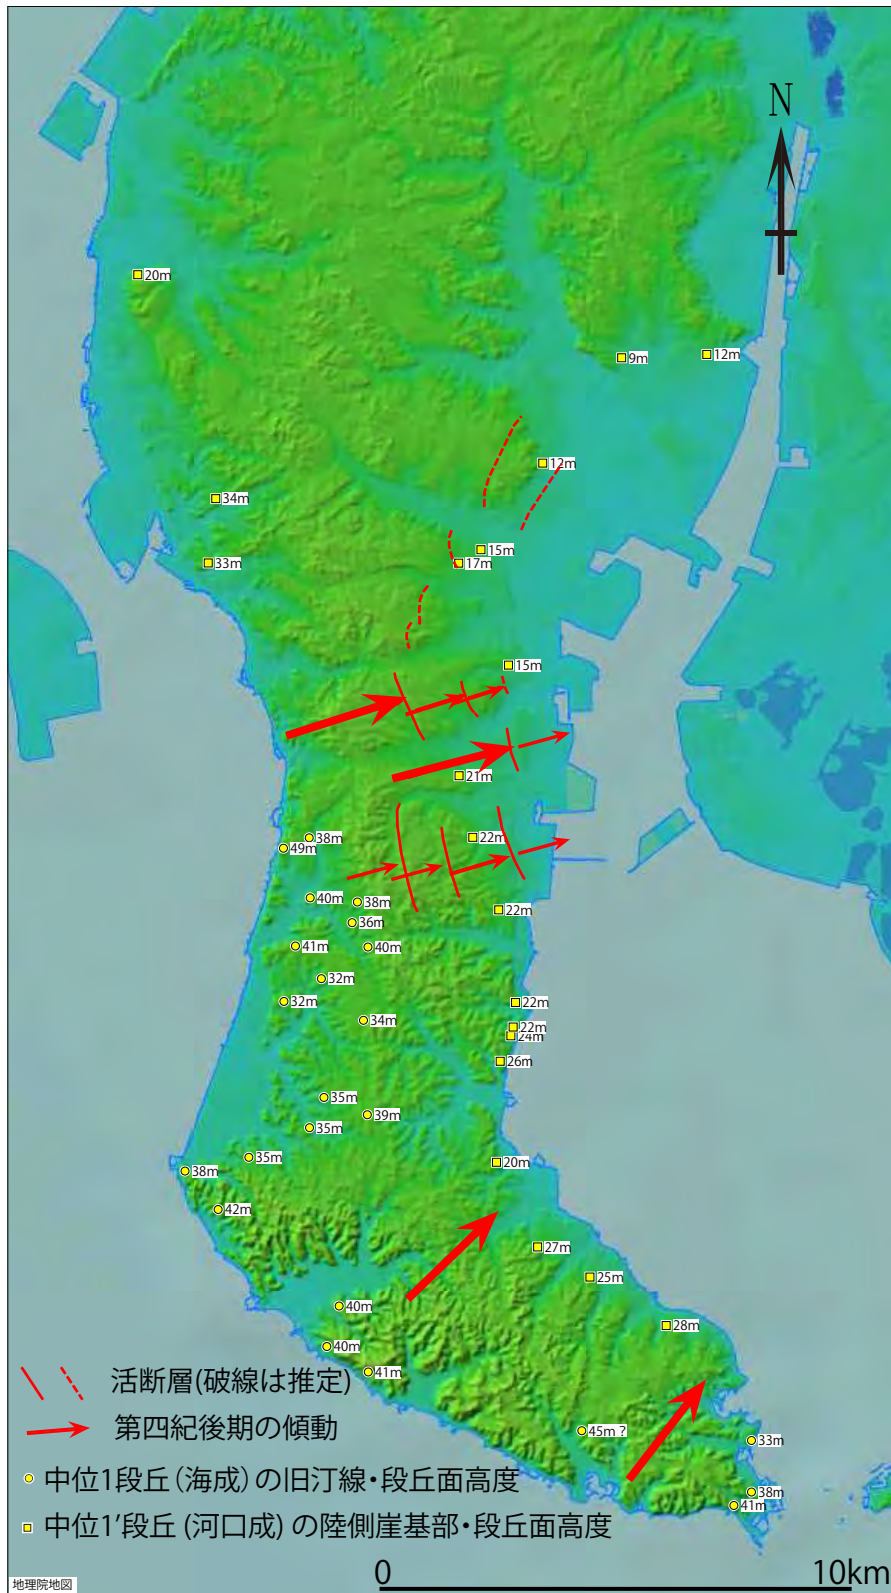 N
20m
9m
12m
12m
34m
15m
33m
17m
15m
21m
38m
22m
49m
40m
38m
22m
36m
41m
40m
32m
32m
22m
34m
22m
24m
26m
35m
39m
35m
35m
20m
38m
42m
27m
25m
40m
28m
40m
41m
活断層(破線は推定)
第四紀後期の傾動
45m ?
33m
中位1段丘（海成）の旧汀線・段丘面高度
38m
41m
中位1'段丘 (河口成) の陸側崖基部・段丘面高度
0 10km
地理院地図